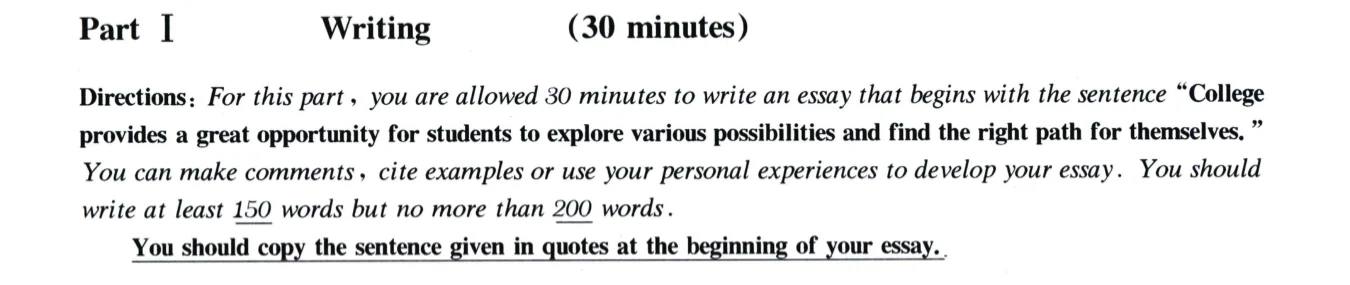 Part Ⅰ Writing (30 minutes)
Directions: For this part, you are allowed 30 minutes to write an essay that begins with the sentence “College
provides a great opportunity for students to explore various possibilities and find the right path for themselves.”
You can make comments, cite examples or use your personal experiences to develop your essay. You should
write at least 150 words but no more than 200 words.
You should copy the sentence given in quotes at the beginning of your essay.